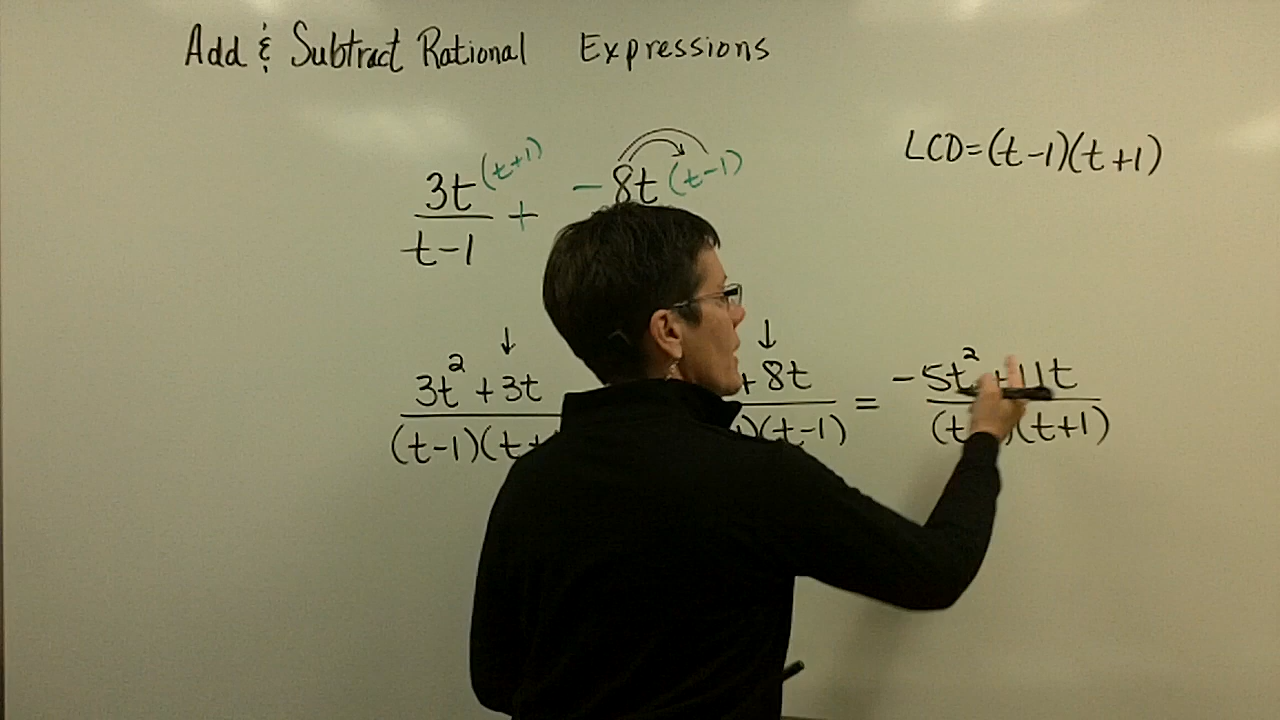 Add & Subtract Rational Expressions
LCD=(t-1)(t+1)
3t(t+1) + -8t(t-1)
t-1
3t² + 3t + 8t = -5t² + 11t
(t-1)(t+ )(t-1) (t )(t+1)